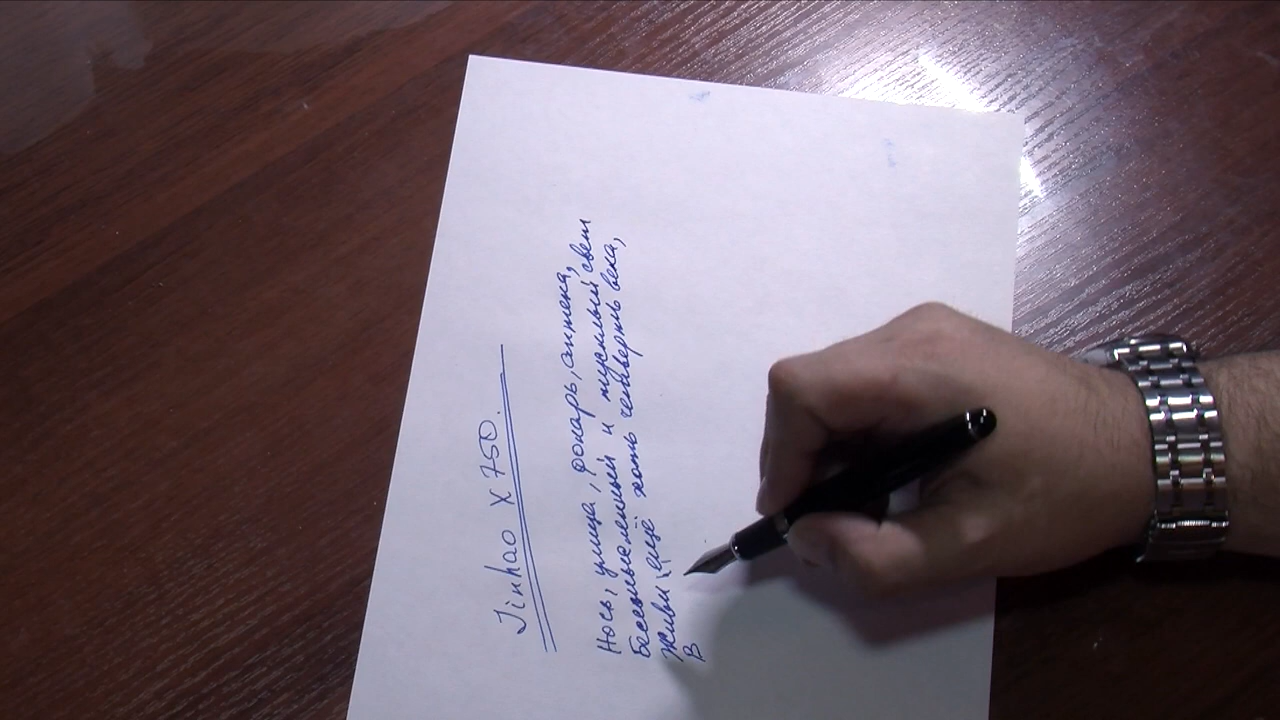 Jinhao X 750.
Ночь, улица, фонарь, аптека,
Бессмысленный и тусклый свет
Живи ещё хоть четверть века,
В